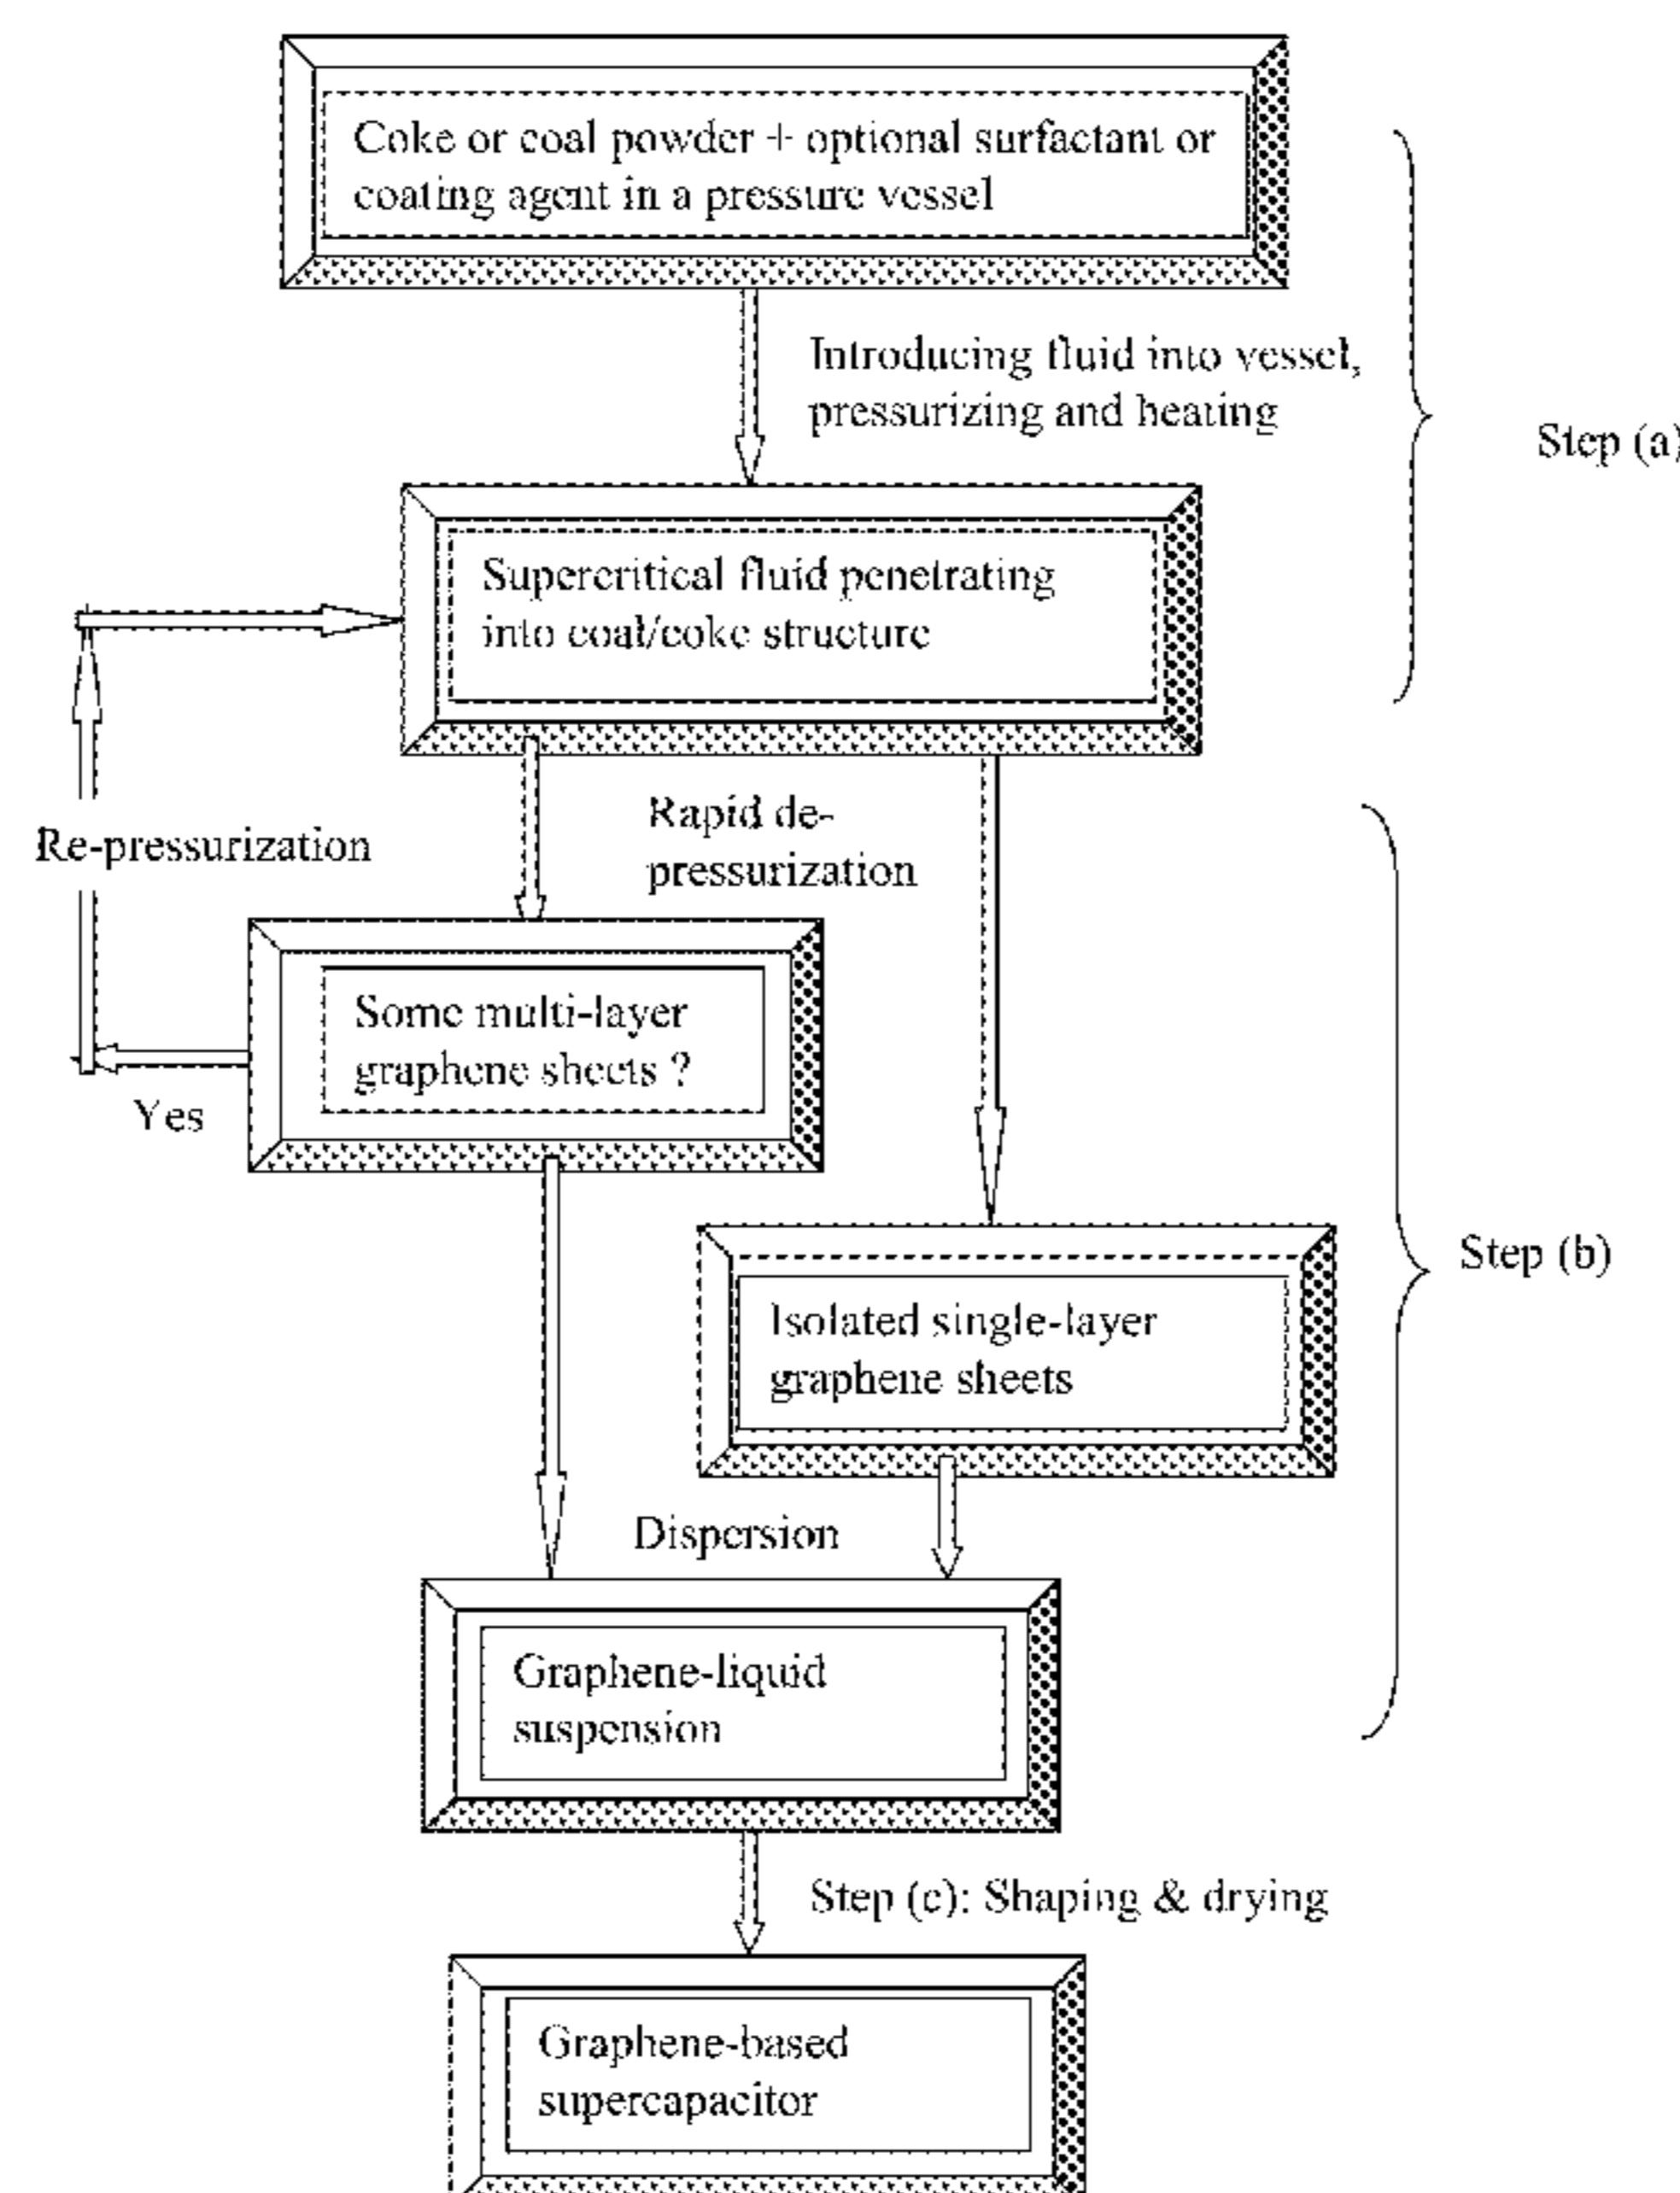 Coke or coal powder + optional surfactant or
coating agent in a pressure vessel
Introducing fluid into vessel,
pressurizing and heating
Step (a)
Supercritical fluid penetrating
into coal/coke structure
Rapid de-
pressurization
Re-pressurization
Some multi-layer
graphene sheets ?
Yes
Step (b)
Isolated single-layer
graphene sheets
Dispersion
Graphene-liquid
suspension
Step (c): Shaping & drying
Graphene-based
supercapacitor